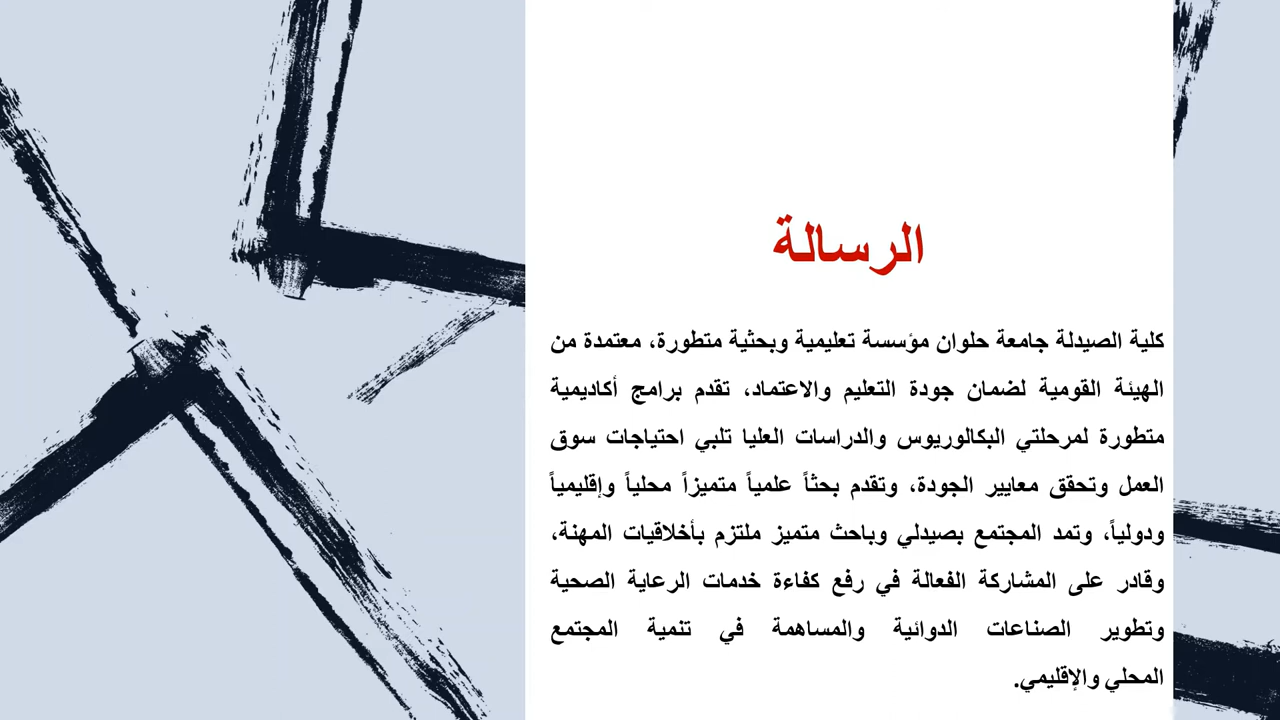 الرسالة
كلية الصيدلة جامعة حلوان مؤسسة تعليمية وبحثية متطورة، معتمدة من
الهيئة القومية لضمان جودة التعليم والاعتماد، تقدم برامج أكاديمية
متطورة لمرحلتي البكالوريوس والدراسات العليا تلبي احتياجات سوق
العمل وتحقق معايير الجودة، وتقدم بحثاً علمياً متميزاً محلياً وإقليمياً
ودولياً، وتمد المجتمع بصيدلي وباحث متميز ملتزم بأخلاقيات المهنة،
وقادر على المشاركة الفعالة في رفع كفاءة خدمات الرعاية الصحية
وتطوير الصناعات الدوائية والمساهمة في تنمية المجتمع
المحلي والإقليمي.